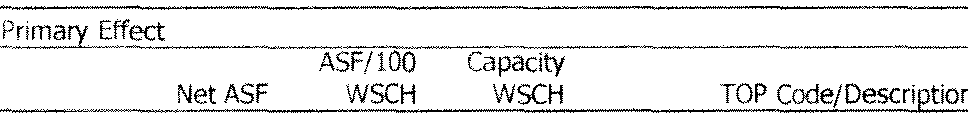 Primary Effect
ASF/100 Capacity
Net ASF WSCH WSCH TOP Code/Description